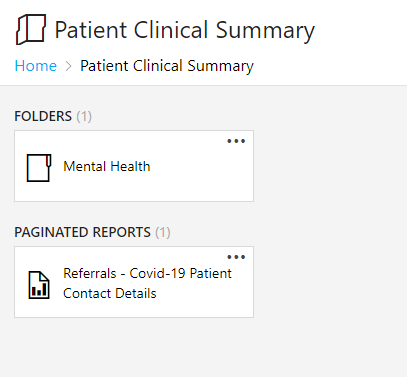 Patient Clinical Summary
Home > Patient Clinical Summary
FOLDERS (1)
Mental Health
PAGINATED REPORTS (1)
Referrals - Covid-19 Patient
Contact Details